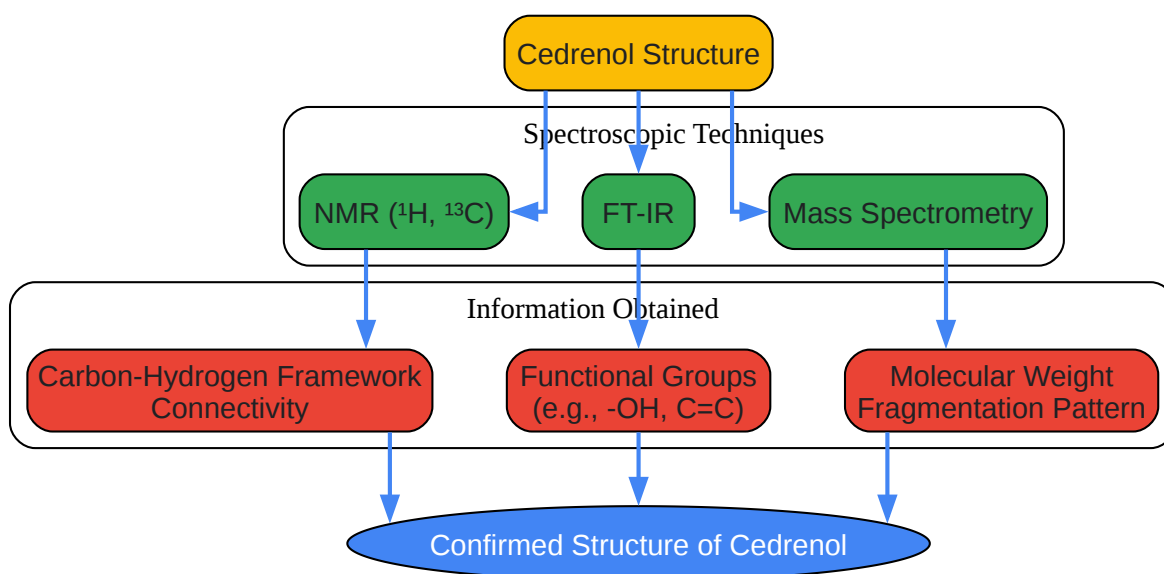 Cedrenol Structure
Spectroscopic Techniques
NMR (¹H, ¹³C)
FT-IR
Mass Spectrometry
Information Obtained
Carbon-Hydrogen Framework
Connectivity
Functional Groups
(e.g., -OH, C=C)
Molecular Weight
Fragmentation Pattern
Confirmed Structure of Cedrenol